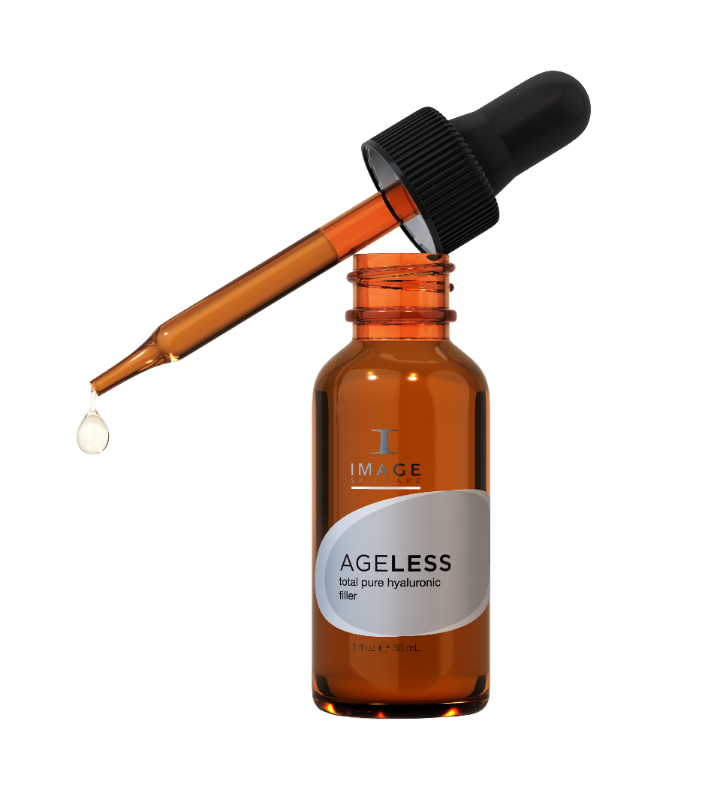 I
IMAGE
SKINCARE
AGELESS
total pure hyaluronic
filler
1 fl oz ℮ 30 mL